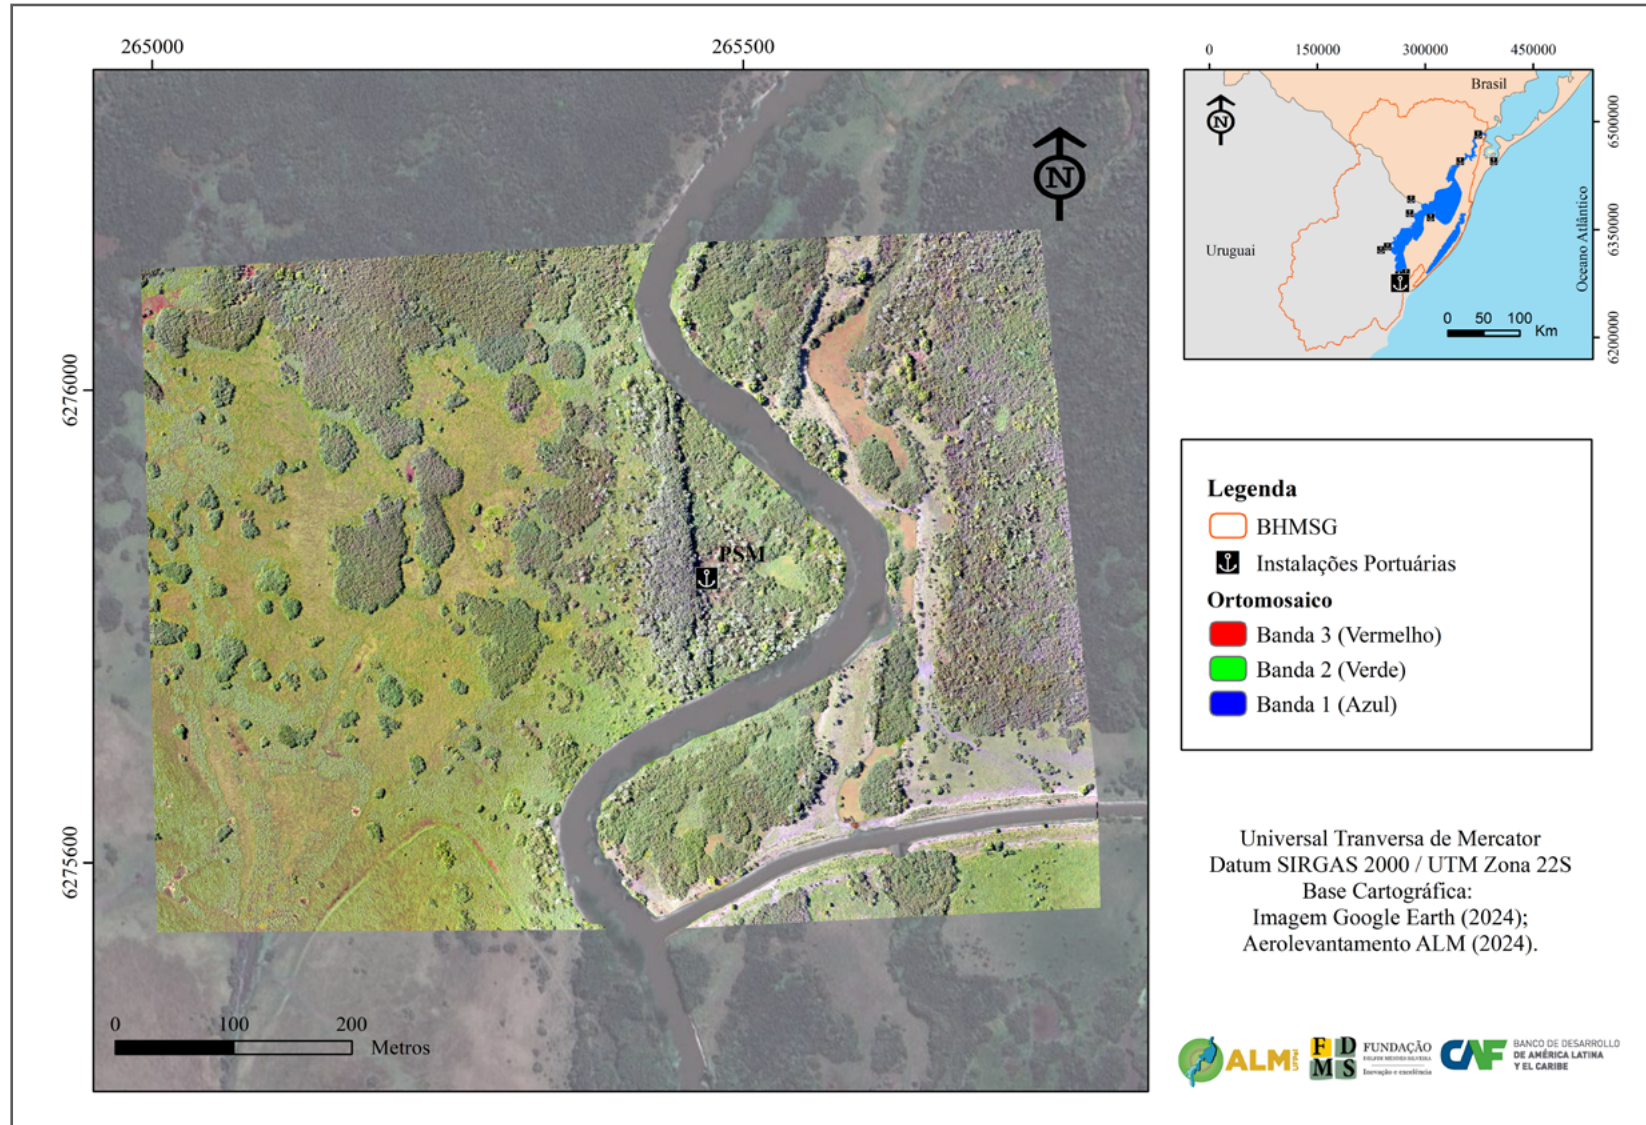 265000
265500
6276000
6275600
N
PSM
0 100 200
Metros
0 150000 300000 450000
6500000
6350000
6200000
N
Brasil
Uruguai
Oceano Atlântico
0 50 100
Km
Legenda
BHMSG
Instalações Portuárias
Ortomosaico
Banda 3 (Vermelho)
Banda 2 (Verde)
Banda 1 (Azul)
Universal Tranversa de Mercator
Datum SIRGAS 2000 / UTM Zona 22S
Base Cartográfica:
Imagem Google Earth (2024);
Aerolevantamento ALM (2024).
ALM UFPel
F D
M S
FUNDAÇÃO
Inovação e excelência
CAF
BANCO DE DESARROLLO
DE AMÉRICA LATINA
Y EL CARIBE